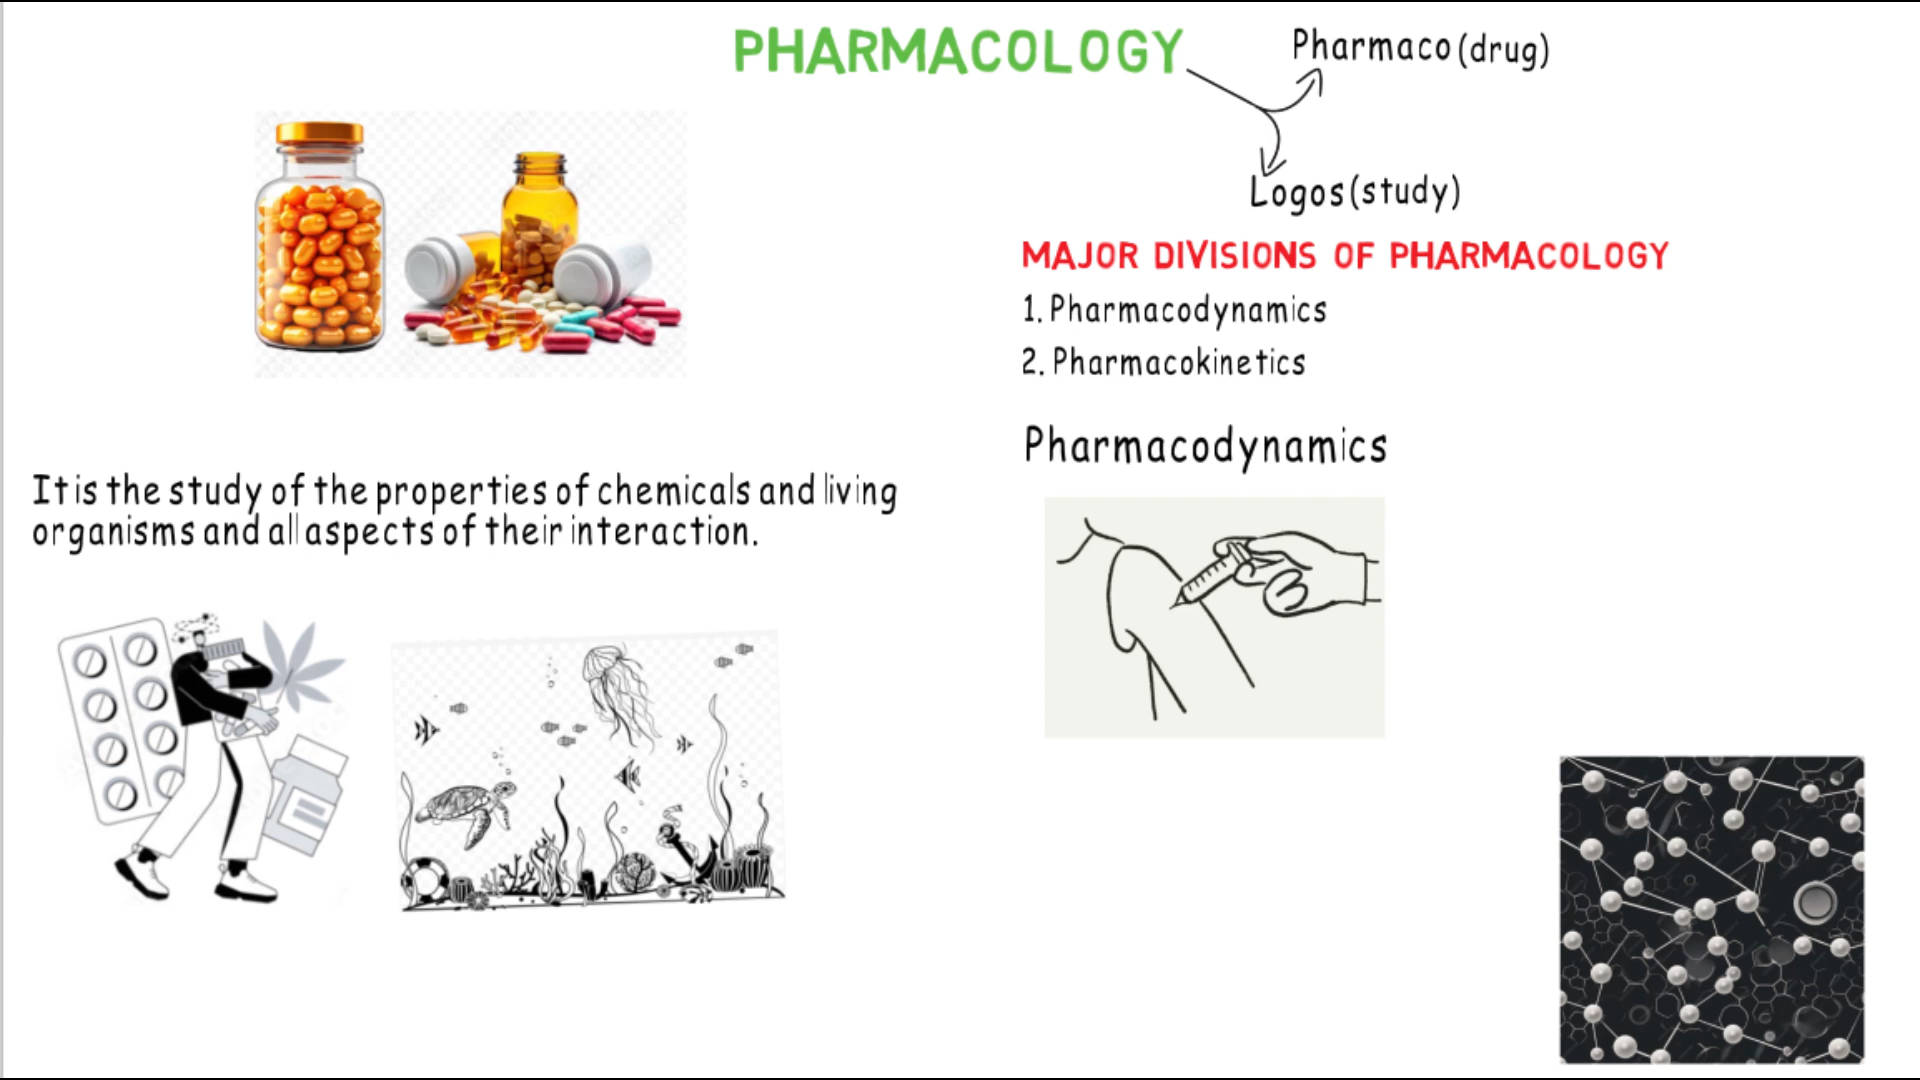 PHARMACOLOGY
Pharmaco (drug)
Logos (study)
MAJOR DIVISIONS OF PHARMACOLOGY
1. Pharmacodynamics
2. Pharmacokinetics
Pharmacodynamics
It is the study of the properties of chemicals and living
organisms and all aspects of their interaction.